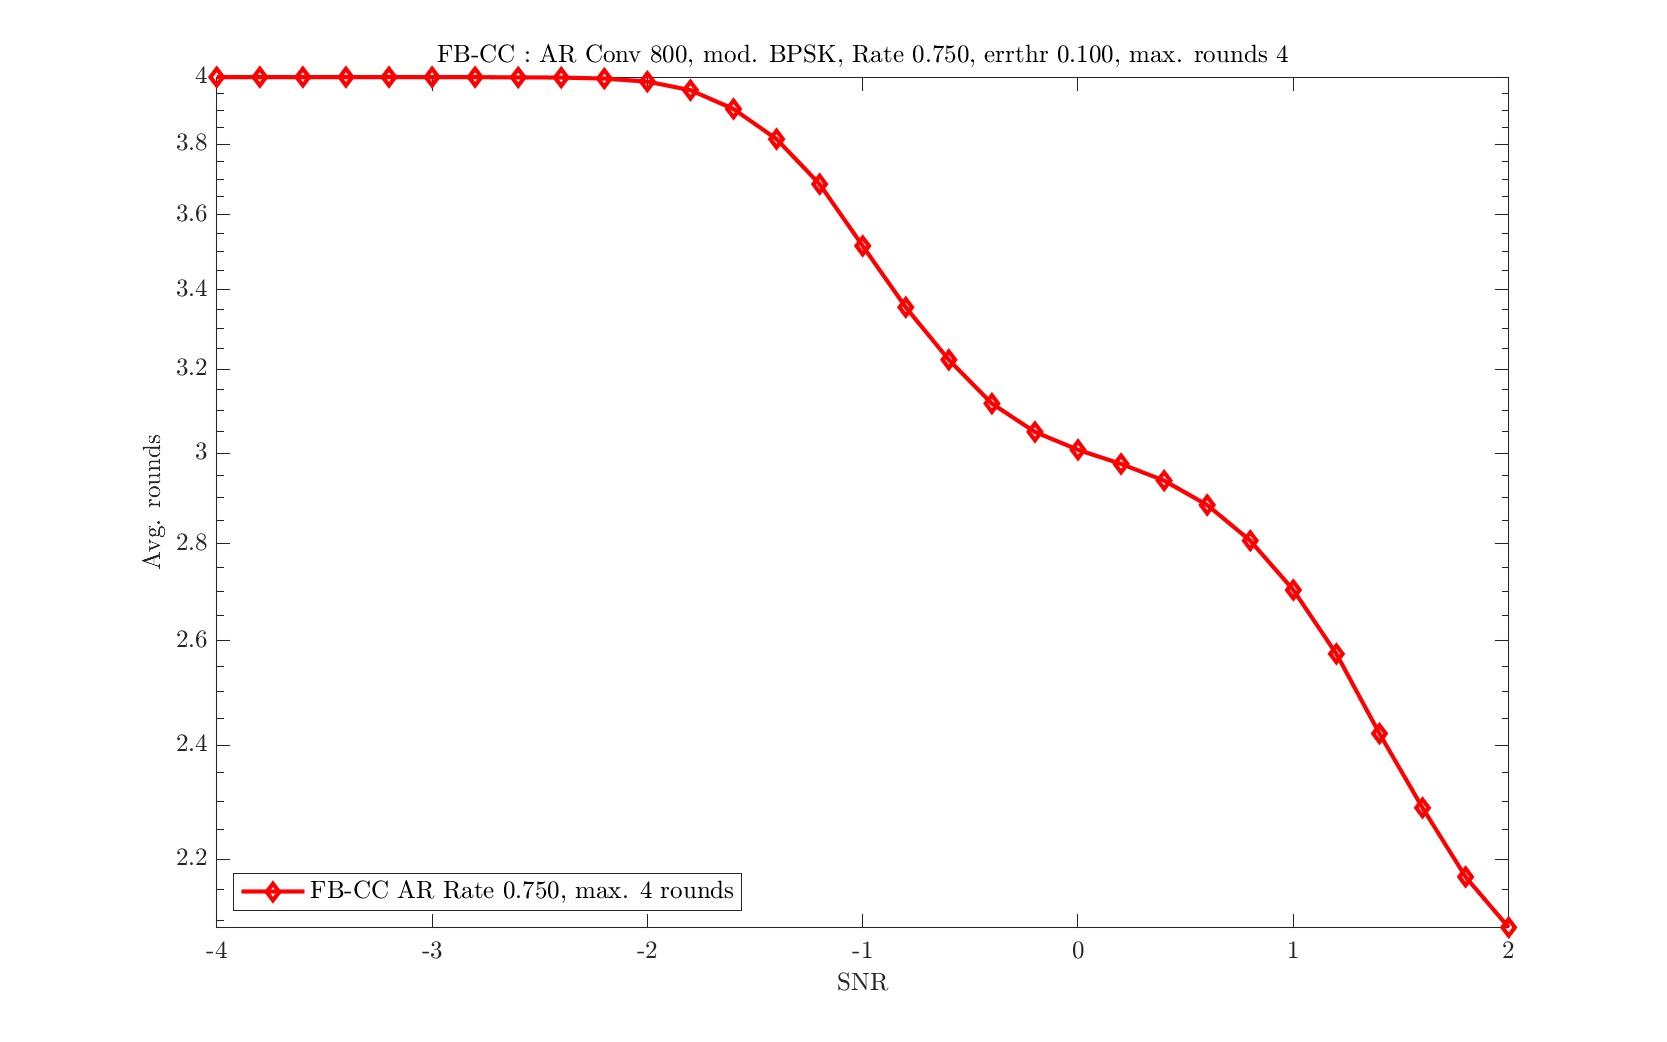 FB-CC : AR Conv 800, mod. BPSK, Rate 0.750, errthr 0.100, max. rounds 4
4
3.8
3.6
3.4
3.2
3
2.8
2.6
2.4
2.2
Avg. rounds
FB-CC AR Rate 0.750, max. 4 rounds
-4 -3 -2 -1 0 1 2
SNR